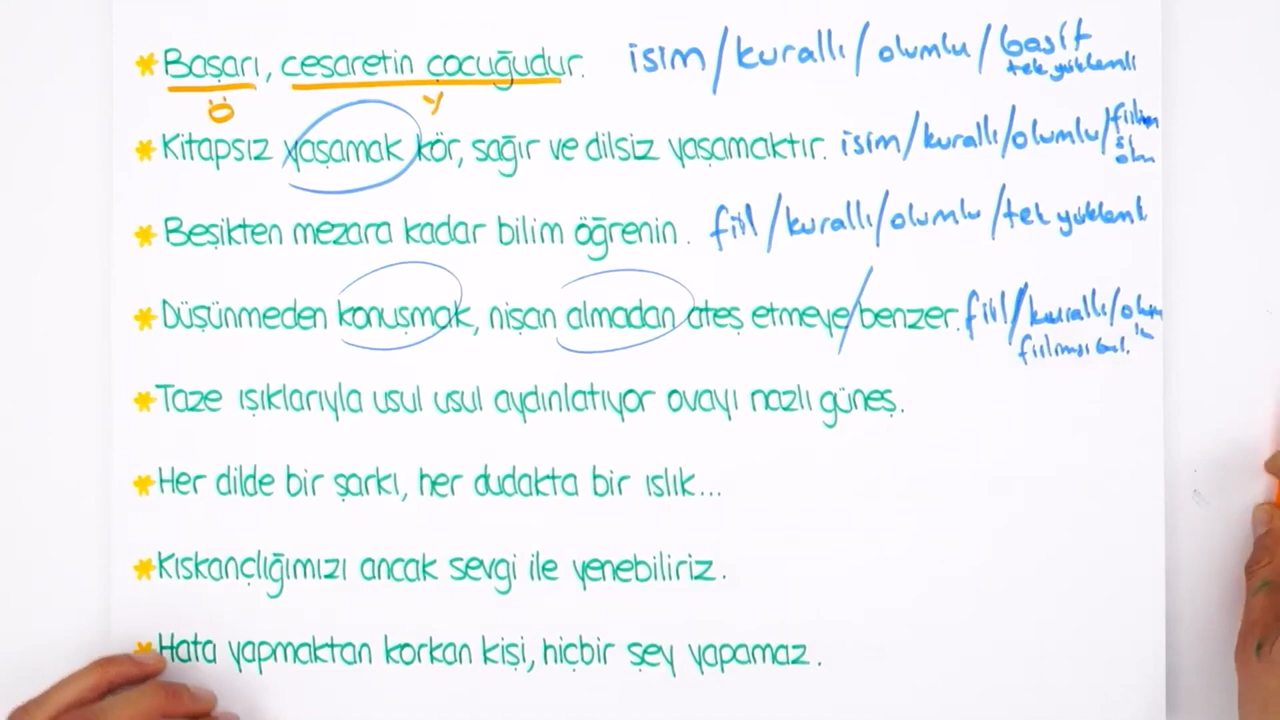 * Başarı, cesaretin çocuğudur. isim/kurallı/olumlu/basit
tek yüklemli
Ö Y
* Kitapsız yaşamak kör, sağır ve dilsiz yaşamaktır. isim/kurallı/olumlu/
* Beşikten mezara kadar bilim öğrenin. fiil/kurallı/olumlu/tek yüklemli
* Düşünmeden konuşmak, nişan almadan ateş etmeye/benzer. fiil/kurallı/olum
* Taze ışıklarıyla usul usul aydınlatıyor ovayı nazlı güneş.
* Her dilde bir şarkı, her dudakta bir ıslık...
* Kıskançlığımızı ancak sevgi ile yenebiliriz.
* Hata yapmaktan korkan kişi, hiçbir şey yapamaz.